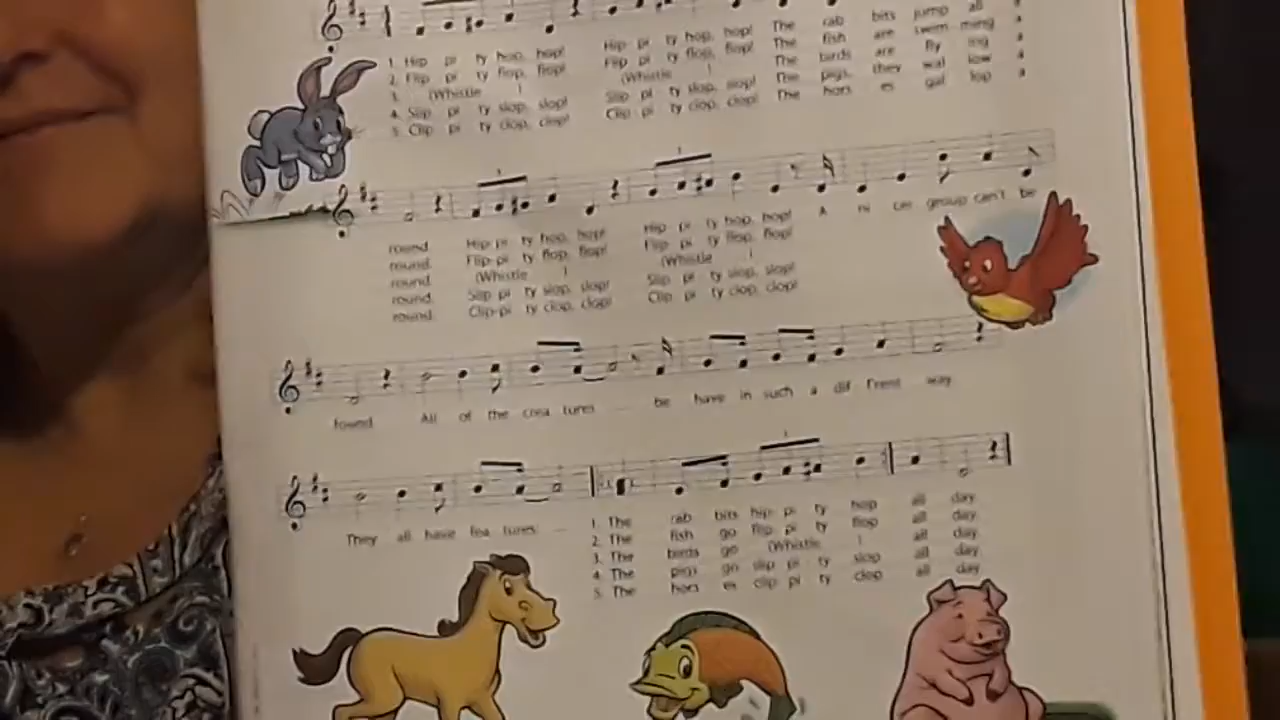 1. Hip pi ty hop, hop! Hip pi ty hop, hop! The rab bits jump all a
2. Flip pi ty flop, flop! Flip pi ty flop, flop! The fish are swim ming a
3. (Whistle ) (Whistle ) The birds are fly ing a
4. Slip pi ty slop, slop! Slip pi ty slop, slop! The pigs, they wal low a
5. Clip pi ty clop, clop! Clip pi ty clop, clop! The hors es gal lop a
round. Hip-pi ty hop, hop! Hip pi ty hop, hop! A ni cer group can't be
round. Flip-pi ty flop, flop! Flip pi ty flop, flop!
round. (Whistle ) (Whistle )
round. Slip pi ty slop, slop! Slip pi ty slop, slop!
round. Clip-pi ty clop, clop! Clip pi ty clop, clop!
found. All of the crea tures be have in such a dif f'rent way.
They all have fea tures 1. The rab bits hip pi ty hop all day.
2. The fish go flip pi ty flop all day.
3. The birds go (Whistle ) all day.
4. The pigs go slip pi ty slop all day.
5. The hors es clip pi ty clop all day.